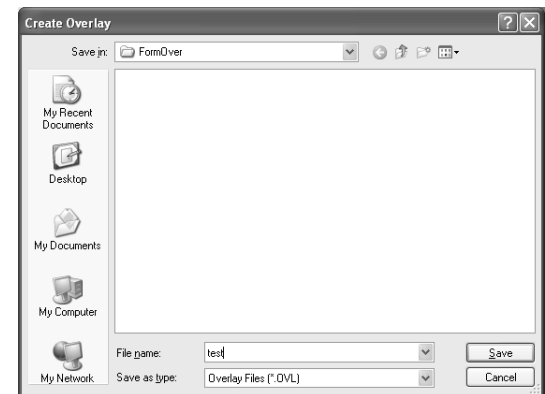 Create Overlay
Save in: FormOver
My Recent
Documents
Desktop
My Documents
My Computer
My Network
File name: test Save
Save as type: Overlay Files (*.OVL) Cancel